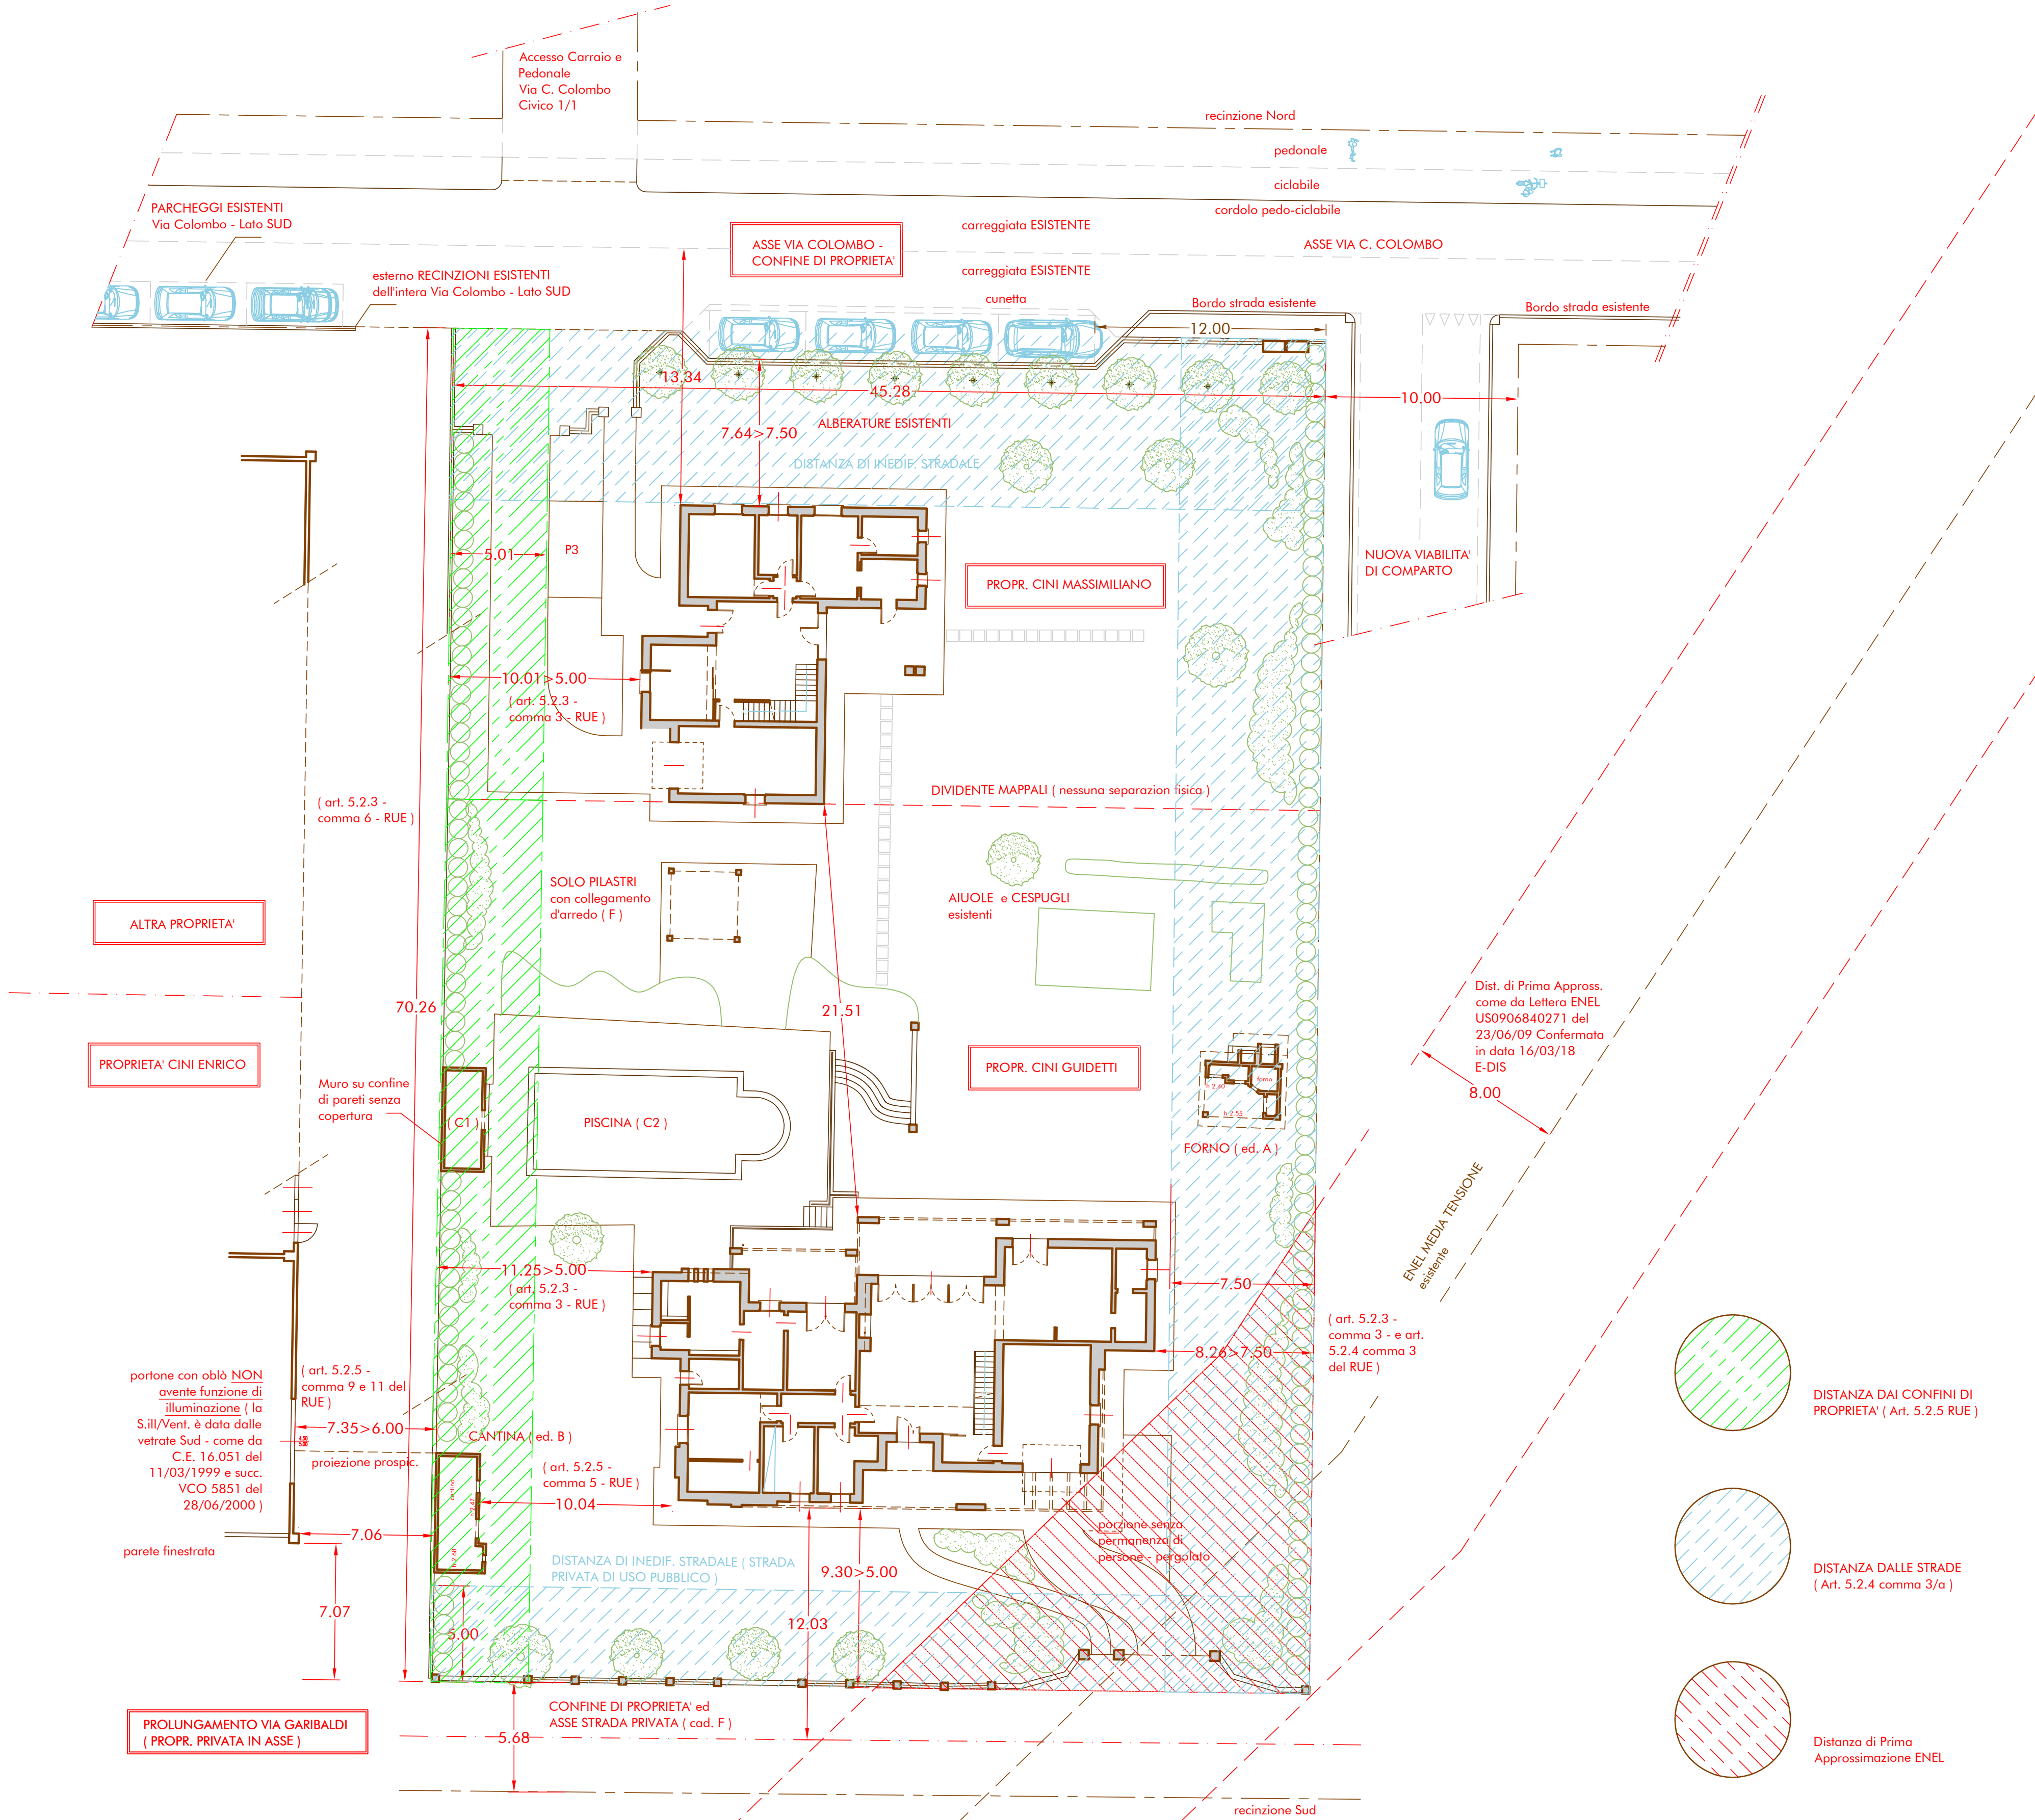 Accesso Carraio e
Pedonale
Via C. Colombo
Civico 1/1
recinzione Nord
pedonale
ciclabile
cordolo pedo-ciclabile
PARCHEGGI ESISTENTI
Via Colombo - Lato SUD
carreggiata ESISTENTE
ASSE VIA COLOMBO -
CONFINE DI PROPRIETA'
ASSE VIA C. COLOMBO
carreggiata ESISTENTE
esterno RECINZIONI ESISTENTI
dell'intera Via Colombo - Lato SUD
cunetta
Bordo strada esistente
Bordo strada esistente
12.00
13.34
45.28
10.00
7.64>7.50
ALBERATURE ESISTENTI
DISTANZA DI INEDIF. STRADALE
5.01
P3
NUOVA VIABILITA'
DI COMPARTO
PROPR. CINI MASSIMILIANO
10.01>5.00
( art. 5.2.3 -
comma 3 - RUE )
DIVIDENTE MAPPALI ( nessuna separazion fisica )
( art. 5.2.3 -
comma 6 - RUE )
SOLO PILASTRI
con collegamento
d'arredo ( F )
AIUOLE e CESPUGLI
esistenti
ALTRA PROPRIETA'
70.26
21.51
Dist. di Prima Appross.
come da Lettera ENEL
US0906840271 del
23/06/09 Confermata
in data 16/03/18
E-DIS
8.00
PROPRIETA' CINI ENRICO
PROPR. CINI GUIDETTI
Muro su confine
di pareti senza
copertura
( C1 )
PISCINA ( C2 )
forno
h 2.60
h 2.55
FORNO ( ed. A )
ENEL MEDIA TENSIONE
esistente
11.25>5.00
( art. 5.2.3 -
comma 3 - RUE )
7.50
8.26>7.50
( art. 5.2.3 -
comma 3 - e art.
5.2.4 comma 3
del RUE )
portone con oblò NON
avente funzione di
illuminazione ( la
S.ill/Vent. è data dalle
vetrate Sud - come da
C.E. 16.051 del
11/03/1999 e succ.
VCO 5851 del
28/06/2000 )
( art. 5.2.5 -
comma 9 e 11 del
RUE )
7.35>6.00
proiezione prospic.
CANTINA ( ed. B )
cantina
h 2.47
( art. 5.2.5 -
comma 5 - RUE )
10.04
7.06
parete finestrata
DISTANZA DI INEDIF. STRADALE ( STRADA
PRIVATA DI USO PUBBLICO )
9.30>5.00
porzione senza
permanenza di
persone - pergolato
7.07
5.00
12.03
CONFINE DI PROPRIETA' ed
ASSE STRADA PRIVATA ( cad. F )
5.68
PROLUNGAMENTO VIA GARIBALDI
( PROPR. PRIVATA IN ASSE )
recinzione Sud
DISTANZA DAI CONFINI DI
PROPRIETA' ( Art. 5.2.5 RUE )
DISTANZA DALLE STRADE
( Art. 5.2.4 comma 3/a )
Distanza di Prima
Approssimazione ENEL